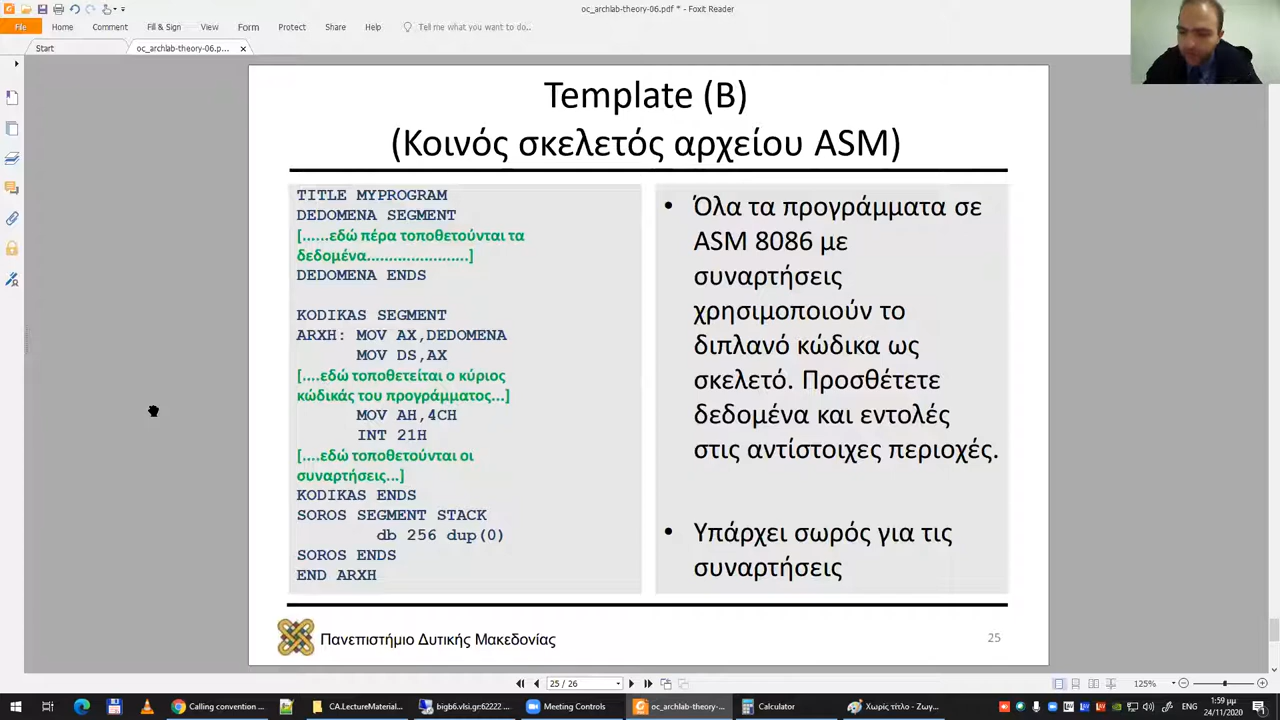 oc_archlab-theory-06.pdf * - Foxit Reader
File Home Comment Fill & Sign View Form Protect Share Help Tell me what you want to do...
Start oc_archlab-theory-06.p...
Template (B)
(Κοινός σκελετός αρχείου ASM)
TITLE MYPROGRAM
DEDOMENA SEGMENT
[......εδώ πέρα τοποθετούνται τα
δεδομένα.......................]
DEDOMENA ENDS
KODIKAS SEGMENT
ARXH: MOV AX,DEDOMENA
MOV DS,AX
[....εδώ τοποθετείται ο κύριος
κώδικάς του προγράμματος...]
MOV AH,4CH
INT 21H
[....εδώ τοποθετούνται οι
συναρτήσεις...]
KODIKAS ENDS
SOROS SEGMENT STACK
db 256 dup(0)
SOROS ENDS
END ARXH
• Όλα τα προγράμματα σε
ASM 8086 με
συναρτήσεις
χρησιμοποιούν το
διπλανό κώδικα ως
σκελετό. Προσθέτετε
δεδομένα και εντολές
στις αντίστοιχες περιοχές.
• Υπάρχει σωρός για τις
συναρτήσεις
Πανεπιστήμιο Δυτικής Μακεδονίας
25
25 / 26
125%
Calling convention ... CA.LectureMaterial... bigb6.vlsi.gr:62222 ... Meeting Controls oc_archlab-theory-... Calculator Χωρίς τίτλο - Ζωγ...
1:59 μμ
24/11/2020